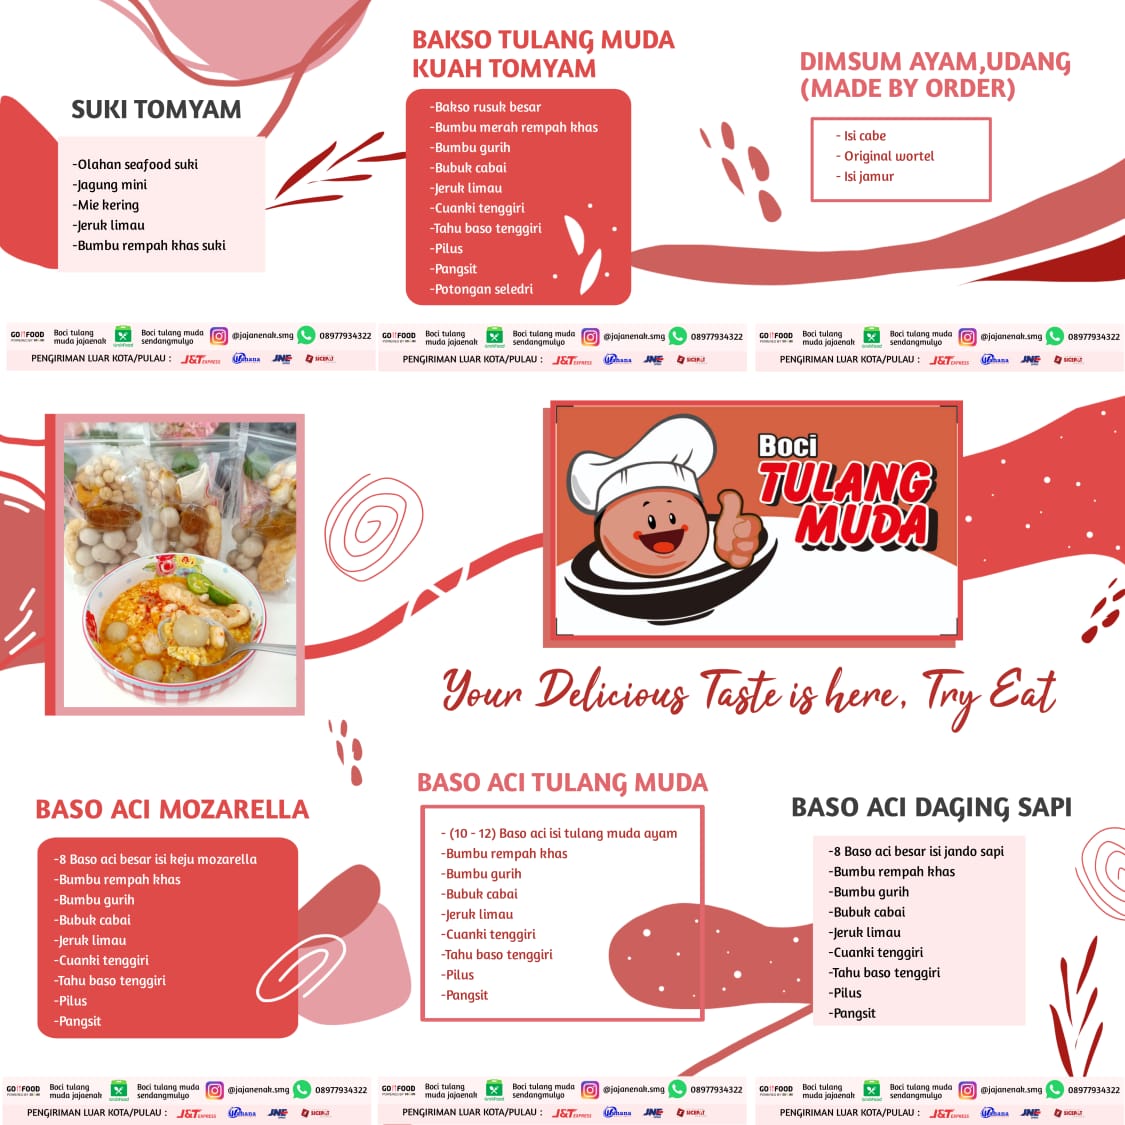 SUKI TOMYAM
-Olahan seafood suki
-Jagung mini
-Mie kering
-Jeruk limau
-Bumbu rempah khas suki
BAKSO TULANG MUDA
KUAH TOMYAM
-Bakso rusuk besar
-Bumbu merah rempah khas
-Bumbu gurih
-Bubuk cabai
-Jeruk limau
-Cuanki tenggiri
-Tahu baso tenggiri
-Pilus
-Pangsit
-Potongan seledri
DIMSUM AYAM,UDANG
(MADE BY ORDER)
- Isi cabe
- Original wortel
- Isi jamur
GOFOOD Boci tulang muda jajaenak Boci tulang muda sendangmulyo @jajanenak.smg 08977934322
PENGIRIMAN LUAR KOTA/PULAU : J&T EXPRESS Wahana JNE SICEPAT
GOFOOD Boci tulang muda jajaenak Boci tulang muda sendangmulyo @jajanenak.smg 08977934322
PENGIRIMAN LUAR KOTA/PULAU : J&T EXPRESS Wahana JNE SICEPAT
GOFOOD Boci tulang muda jajaenak Boci tulang muda sendangmulyo @jajanenak.smg 08977934322
PENGIRIMAN LUAR KOTA/PULAU : J&T EXPRESS Wahana JNE SICEPAT
Boci
TULANG
MUDA
Your Delicious Taste is here, Try Eat
BASO ACI MOZARELLA
-8 Baso aci besar isi keju mozarella
-Bumbu rempah khas
-Bumbu gurih
-Bubuk cabai
-Jeruk limau
-Cuanki tenggiri
-Tahu baso tenggiri
-Pilus
-Pangsit
BASO ACI TULANG MUDA
- (10 - 12) Baso aci isi tulang muda ayam
-Bumbu rempah khas
-Bumbu gurih
-Bubuk cabai
-Jeruk limau
-Cuanki tenggiri
-Tahu baso tenggiri
-Pilus
-Pangsit
BASO ACI DAGING SAPI
-8 Baso aci besar isi jando sapi
-Bumbu rempah khas
-Bumbu gurih
-Bubuk cabai
-Jeruk limau
-Cuanki tenggiri
-Tahu baso tenggiri
-Pilus
-Pangsit
GOFOOD Boci tulang muda jajaenak Boci tulang muda sendangmulyo @jajanenak.smg 08977934322
PENGIRIMAN LUAR KOTA/PULAU : J&T EXPRESS Wahana JNE SICEPAT
GOFOOD Boci tulang muda jajaenak Boci tulang muda sendangmulyo @jajanenak.smg 08977934322
PENGIRIMAN LUAR KOTA/PULAU : J&T EXPRESS Wahana JNE SICEPAT
GOFOOD Boci tulang muda jajaenak Boci tulang muda sendangmulyo @jajanenak.smg 08977934322
PENGIRIMAN LUAR KOTA/PULAU : J&T EXPRESS Wahana JNE SICEPAT